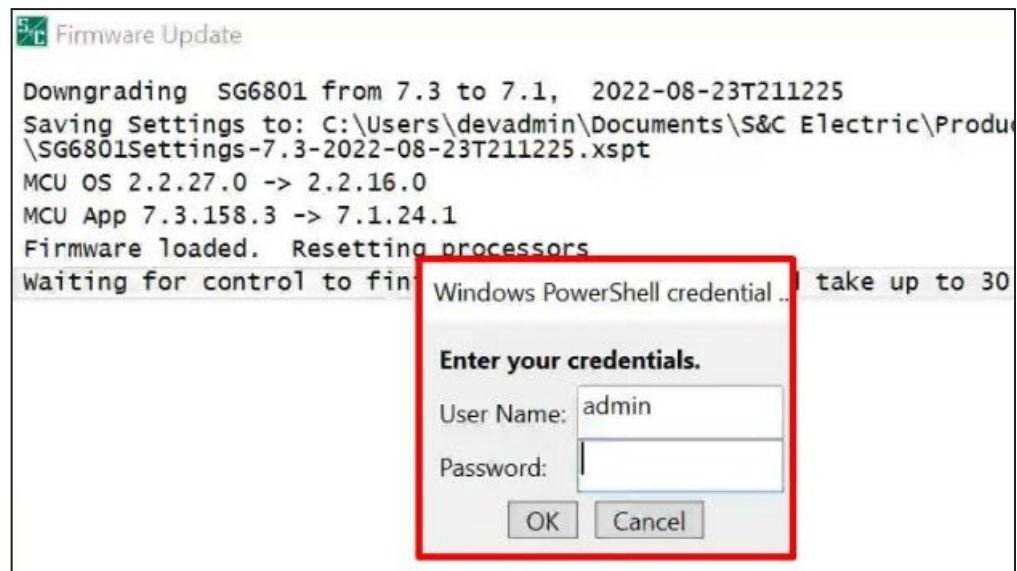 S&C Firmware Update
Downgrading SG6801 from 7.3 to 7.1, 2022-08-23T211225
Saving Settings to: C:\Users\devadmin\Documents\S&C Electric\Produc
\SG6801Settings-7.3-2022-08-23T211225.xspt
MCU OS 2.2.27.0 -> 2.2.16.0
MCU App 7.3.158.3 -> 7.1.24.1
Firmware loaded. Resetting processors
Waiting for control to fin take up to 30
Windows PowerShell credential ..
Enter your credentials.
User Name: admin
Password:
OK Cancel